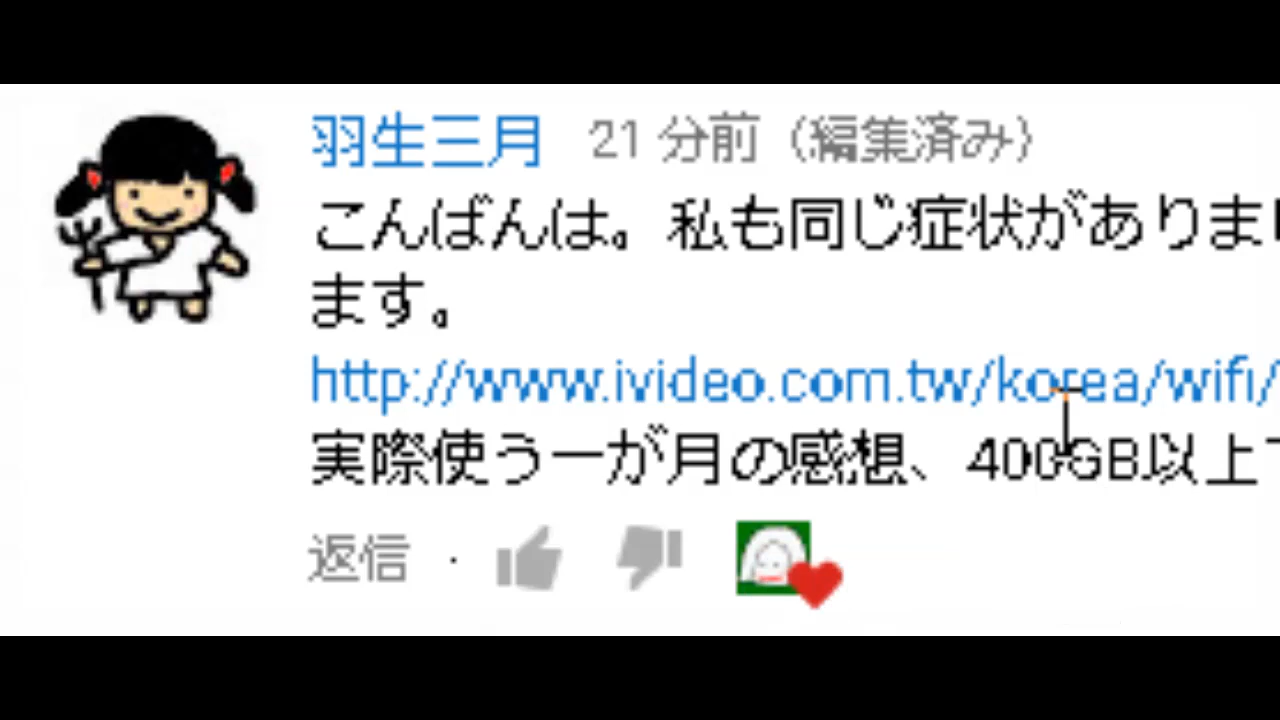 羽生三月 21 分前（編集済み）
こんばんは。私も同じ症状がありまし
ます。
http://www.ivideo.com.tw/korea/wifi/
実際使う一が月の感想、400GB以上
返信 ·